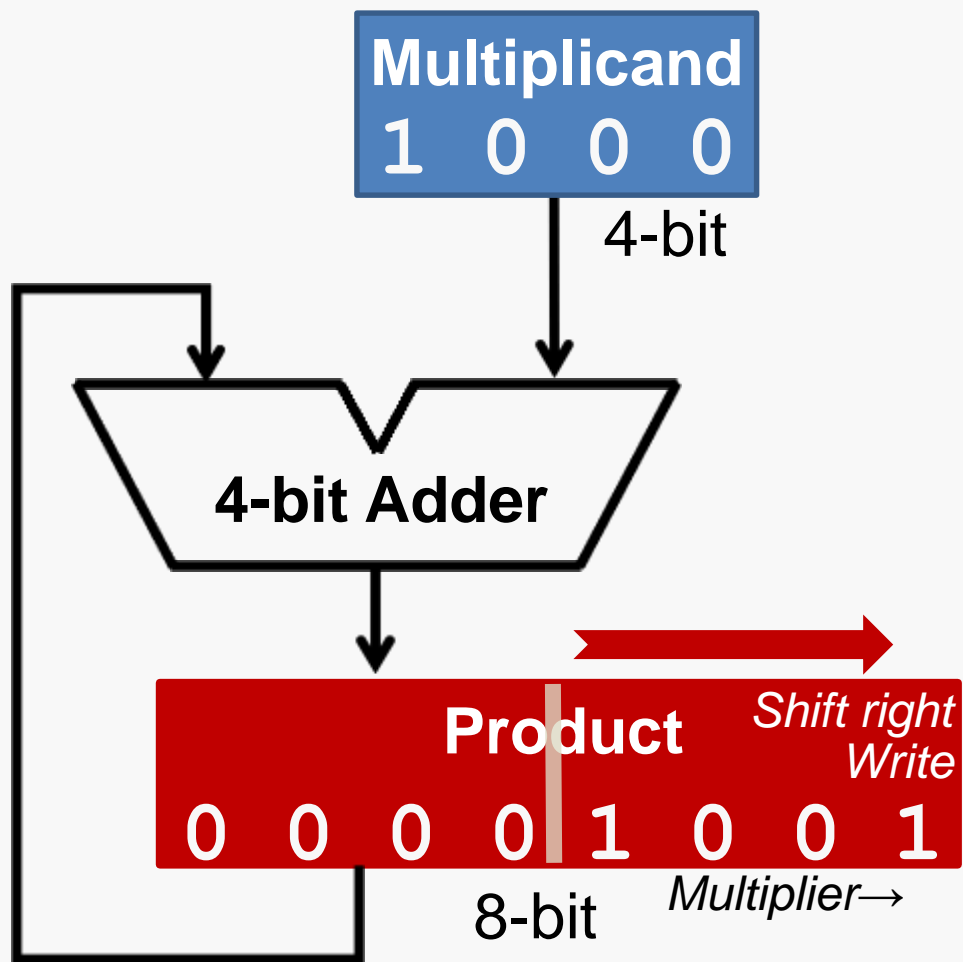 Multiplicand
1 0 0 0
4-bit
4-bit Adder
Product
Shift right
Write
0 0 0 0 1 0 0 1
8-bit
Multiplier→